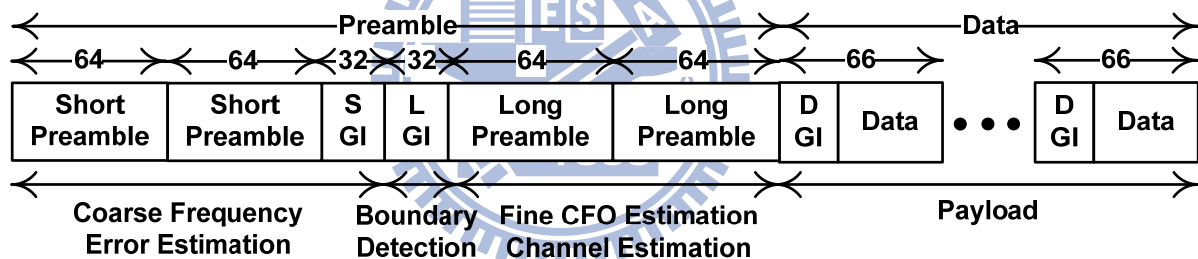 Preamble Data
64 64 32 32 64 64 66 66
Short Preamble Short Preamble S GI L GI Long Preamble Long Preamble D GI Data D GI Data
Coarse Frequency Error Estimation Boundary Detection Fine CFO Estimation Channel Estimation Payload